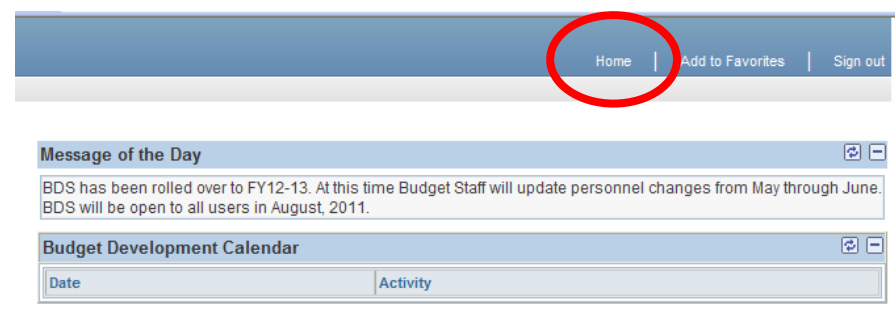 Home | Add to Favorites | Sign out
Message of the Day
BDS has been rolled over to FY12-13. At this time Budget Staff will update personnel changes from May through June.
BDS will be open to all users in August, 2011.
Budget Development Calendar
Date Activity